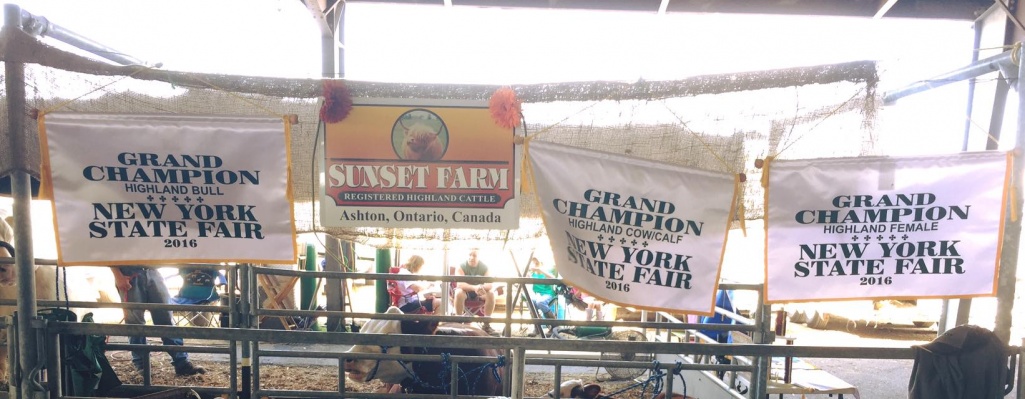 GRAND
CHAMPION
HIGHLAND BULL
NEW YORK
STATE FAIR
2016
SUNSET FARM
REGISTERED HIGHLAND CATTLE
Ashton, Ontario, Canada
GRAND
CHAMPION
HIGHLAND COW/CALF
NEW YORK
STATE FAIR
2016
GRAND
CHAMPION
HIGHLAND FEMALE
NEW YORK
STATE FAIR
2016